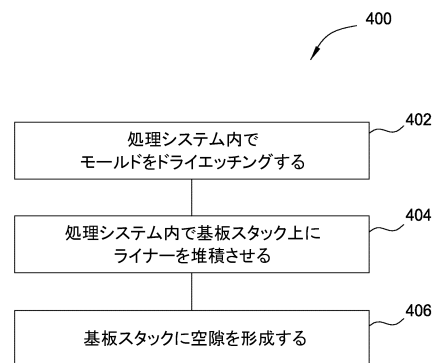 400
402
処理システム内で
モールドをドライエッチングする
404
処理システム内で基板スタック上に
ライナーを堆積させる
406
基板スタックに空隙を形成する